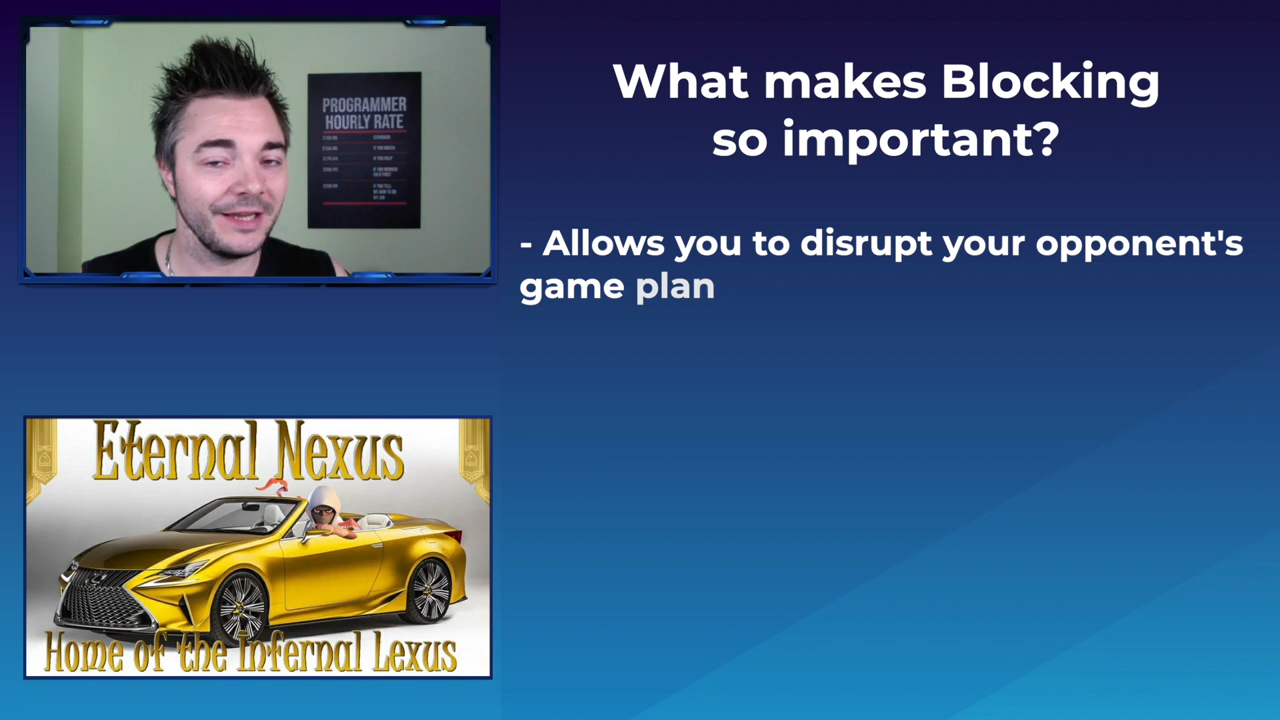 PROGRAMMER
HOURLY RATE
What makes Blocking
so important?
- Allows you to disrupt your opponent's
game plan
Eternal Nexus
Home of the Infernal Lexus